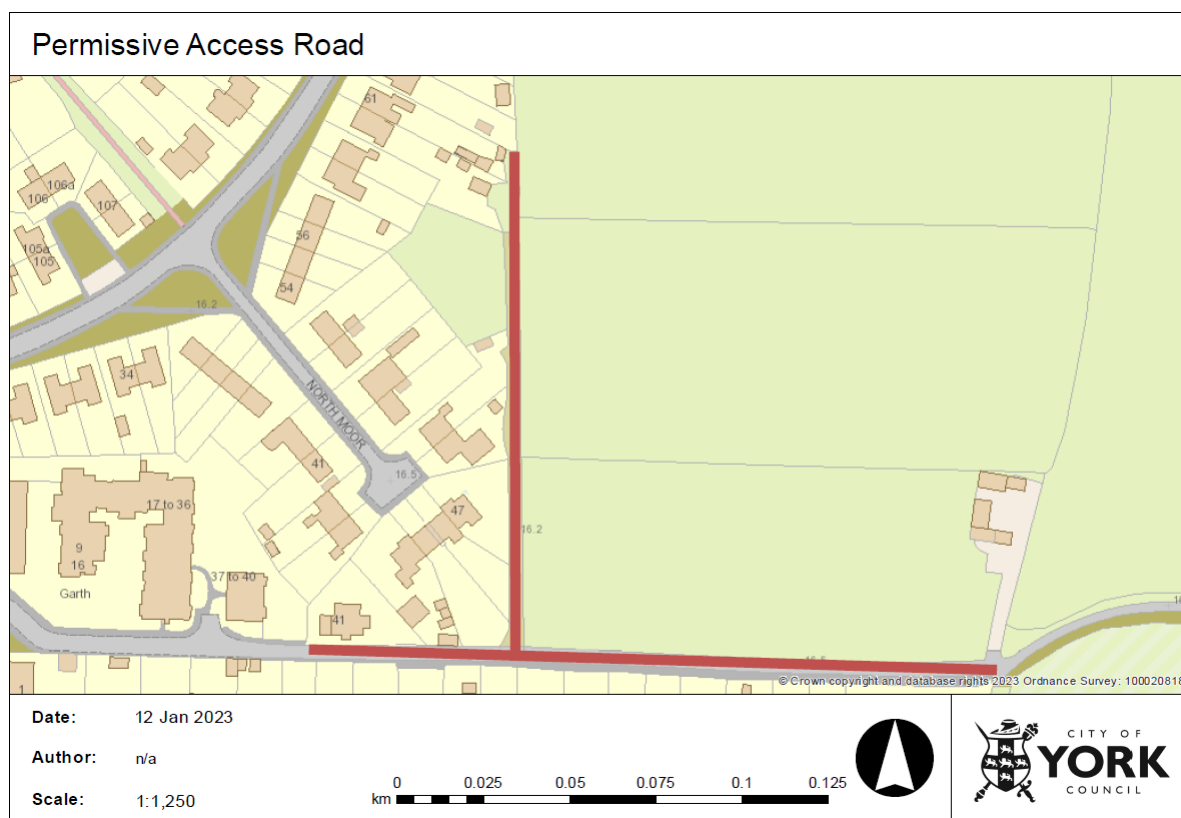 Permissive Access Road
61
106a
106
107
105a
105
56
54
16.2
34
NORTH MOOR
41
16.5
17 to 36
47
16.2
9
16
37 to 40
Garth
41
16.5
1
© Crown copyright and database rights 2023 Ordnance Survey: 100020818
Date: 12 Jan 2023
Author: n/a
Scale: 1:1,250
0 0.025 0.05 0.075 0.1 0.125
km
CITY OF
YORK
COUNCIL